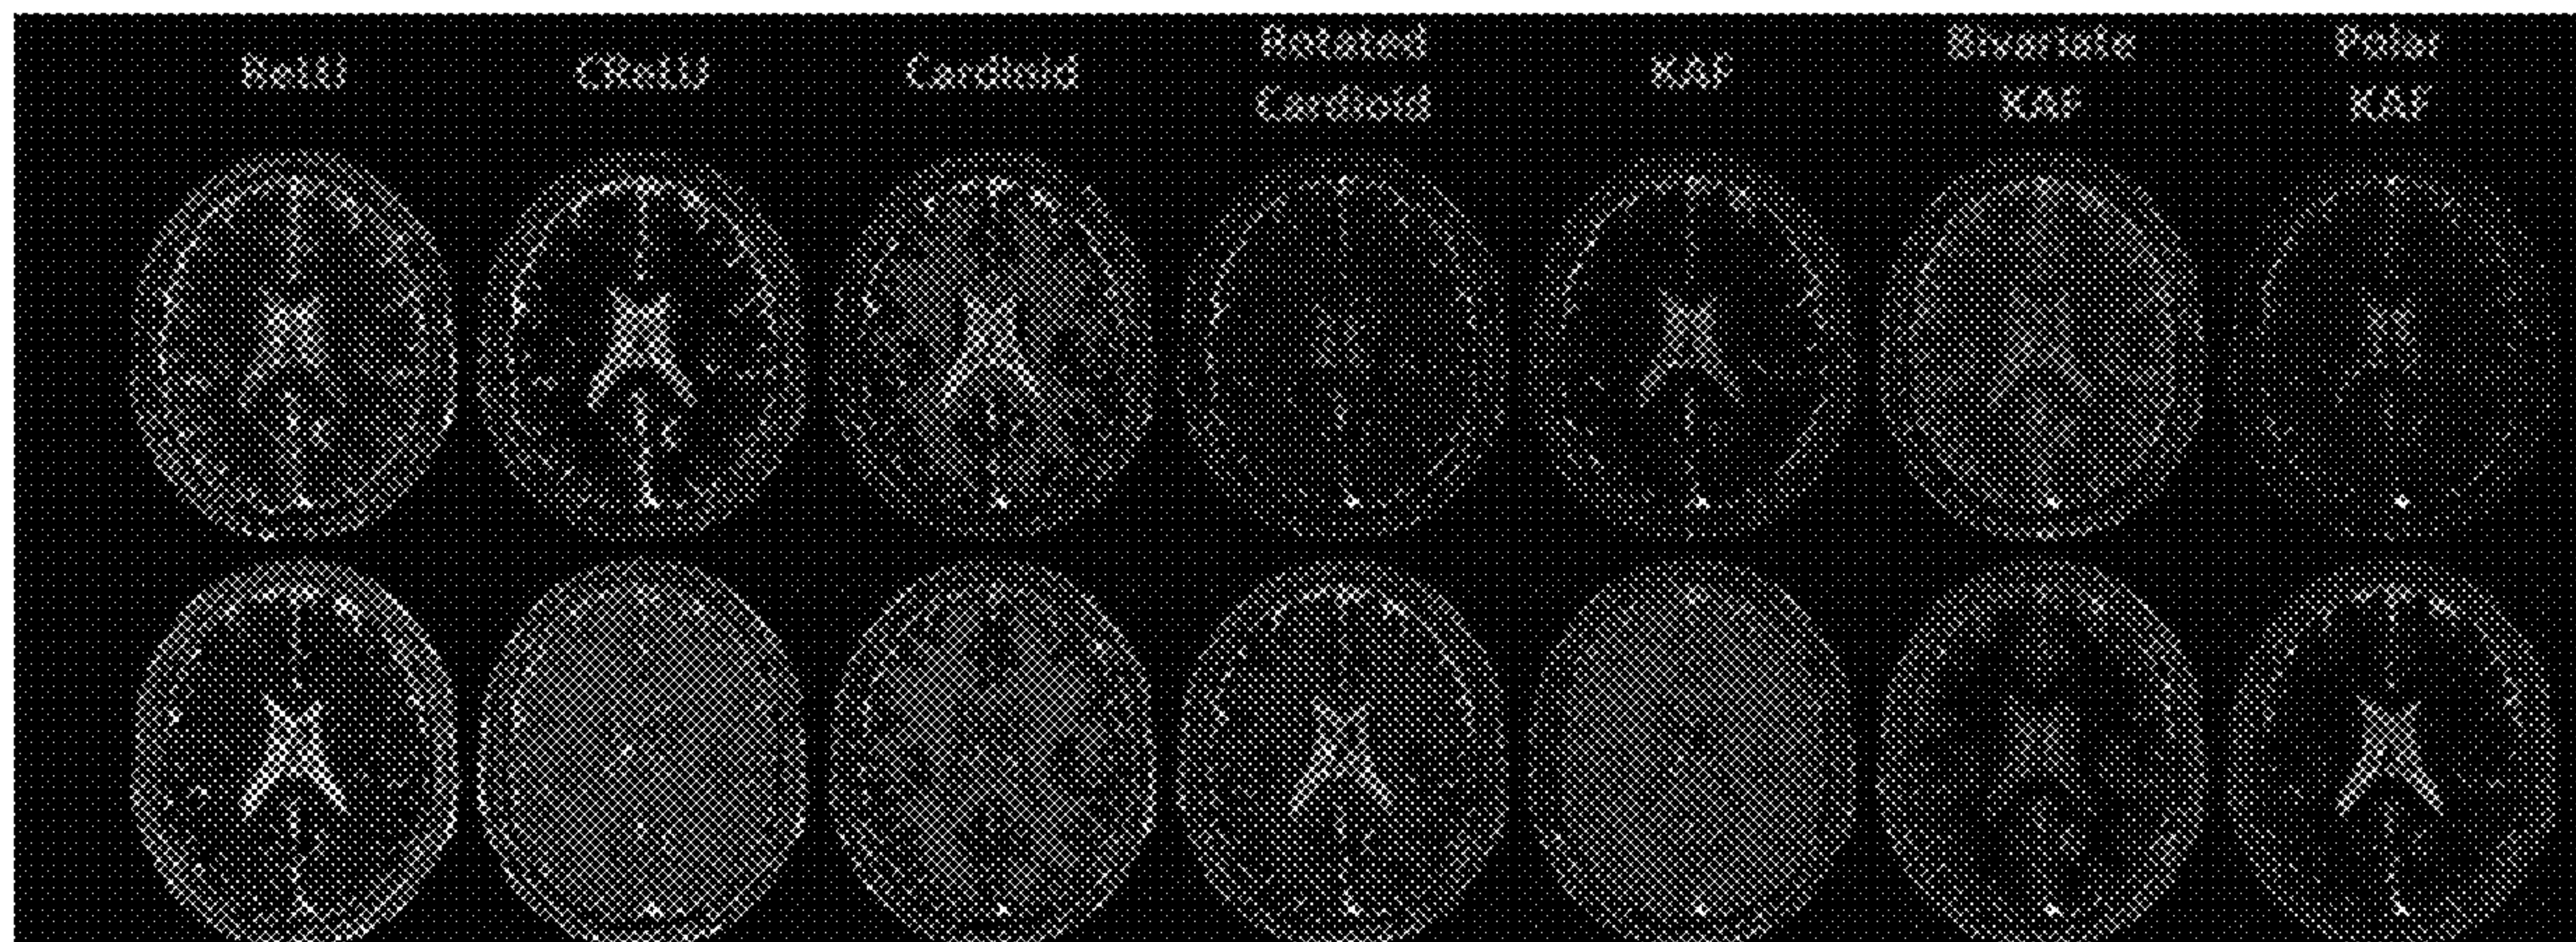 ReLU
CReLU
Cardioid
Rotated
Cardioid
KAF
Bivariate
KAF
Polar
KAF